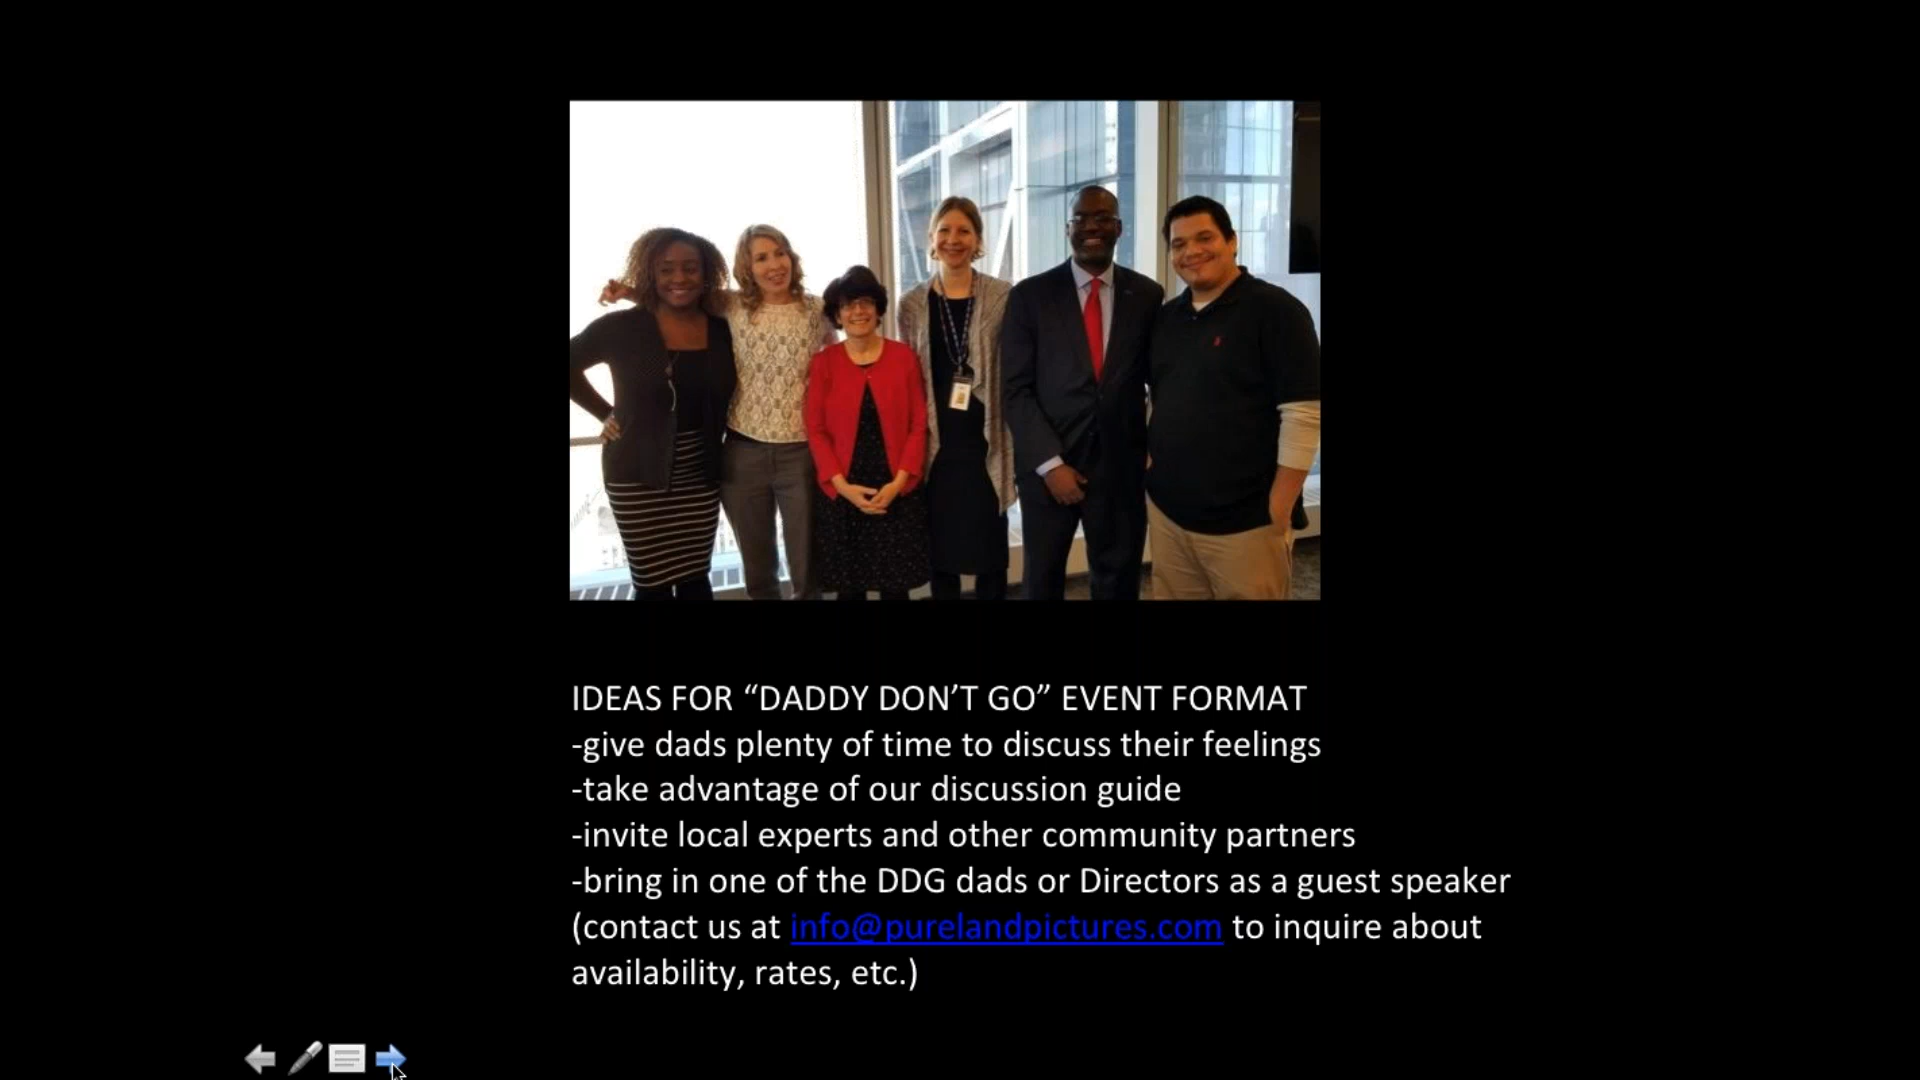 IDEAS FOR “DADDY DON’T GO” EVENT FORMAT
-give dads plenty of time to discuss their feelings
-take advantage of our discussion guide
-invite local experts and other community partners
-bring in one of the DDG dads or Directors as a guest speaker
(contact us at info@purelandpictures.com to inquire about
availability, rates, etc.)